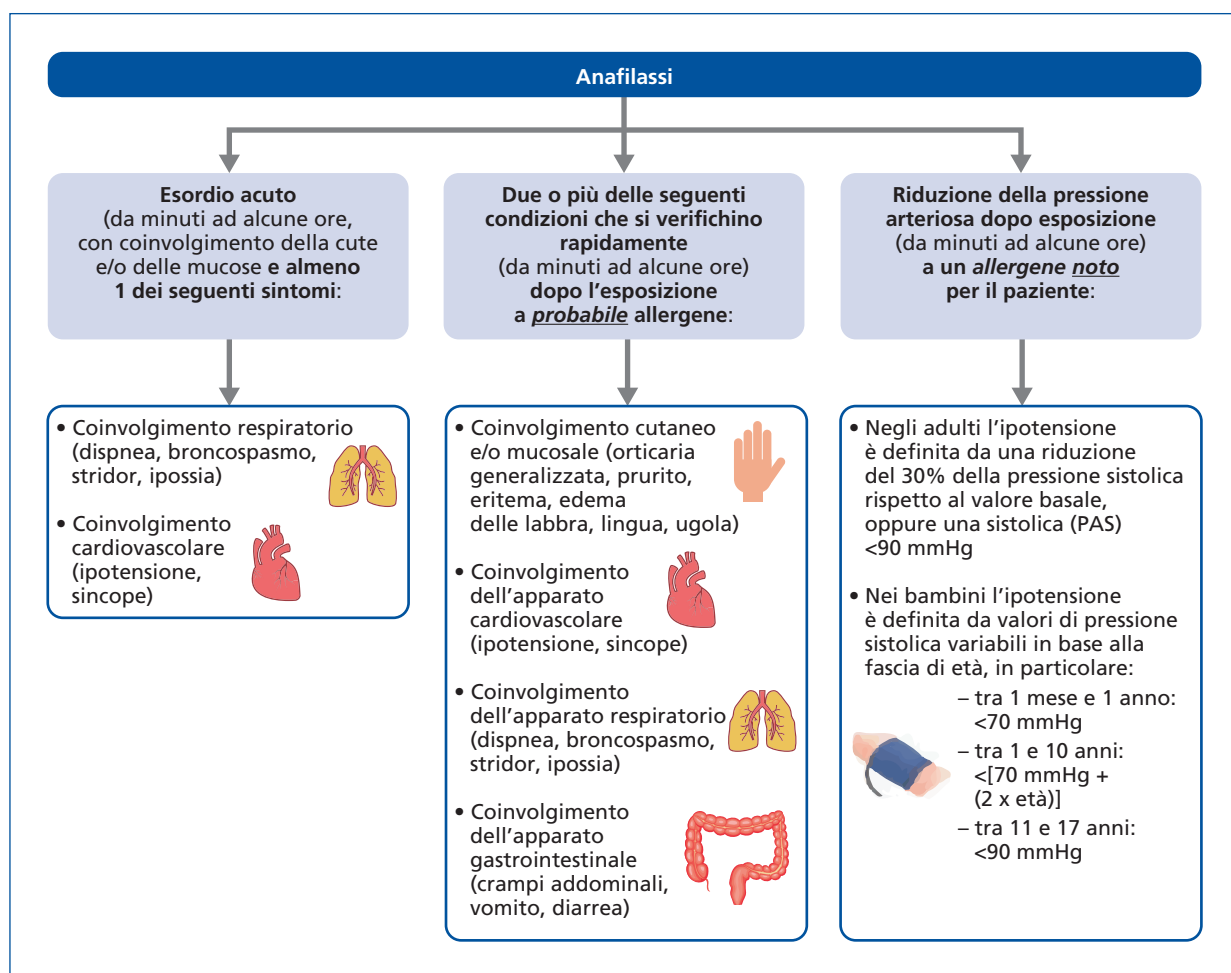 Anafilassi
Esordio acuto
(da minuti ad alcune ore,
con coinvolgimento della cute
e/o delle mucose e almeno
1 dei seguenti sintomi:
• Coinvolgimento respiratorio
(dispnea, broncospasmo,
stridor, ipossia)
• Coinvolgimento
cardiovascolare
(ipotensione,
sincope)
Due o più delle seguenti
condizioni che si verifichino
rapidamente
(da minuti ad alcune ore)
dopo l’esposizione
a probabile allergene:
• Coinvolgimento cutaneo
e/o mucosale (orticaria
generalizzata, prurito,
eritema, edema
delle labbra, lingua, ugola)
• Coinvolgimento
dell’apparato
cardiovascolare
(ipotensione, sincope)
• Coinvolgimento
dell’apparato respiratorio
(dispnea, broncospasmo,
stridor, ipossia)
• Coinvolgimento
dell’apparato
gastrointestinale
(crampi addominali,
vomito, diarrea)
Riduzione della pressione
arteriosa dopo esposizione
(da minuti ad alcune ore)
a un allergene noto
per il paziente:
• Negli adulti l’ipotensione
è definita da una riduzione
del 30% della pressione sistolica
rispetto al valore basale,
oppure una sistolica (PAS)
<90 mmHg
• Nei bambini l’ipotensione
è definita da valori di pressione
sistolica variabili in base alla
fascia di età, in particolare:
– tra 1 mese e 1 anno:
<70 mmHg
– tra 1 e 10 anni:
<[70 mmHg +
(2 x età)]
– tra 11 e 17 anni:
<90 mmHg